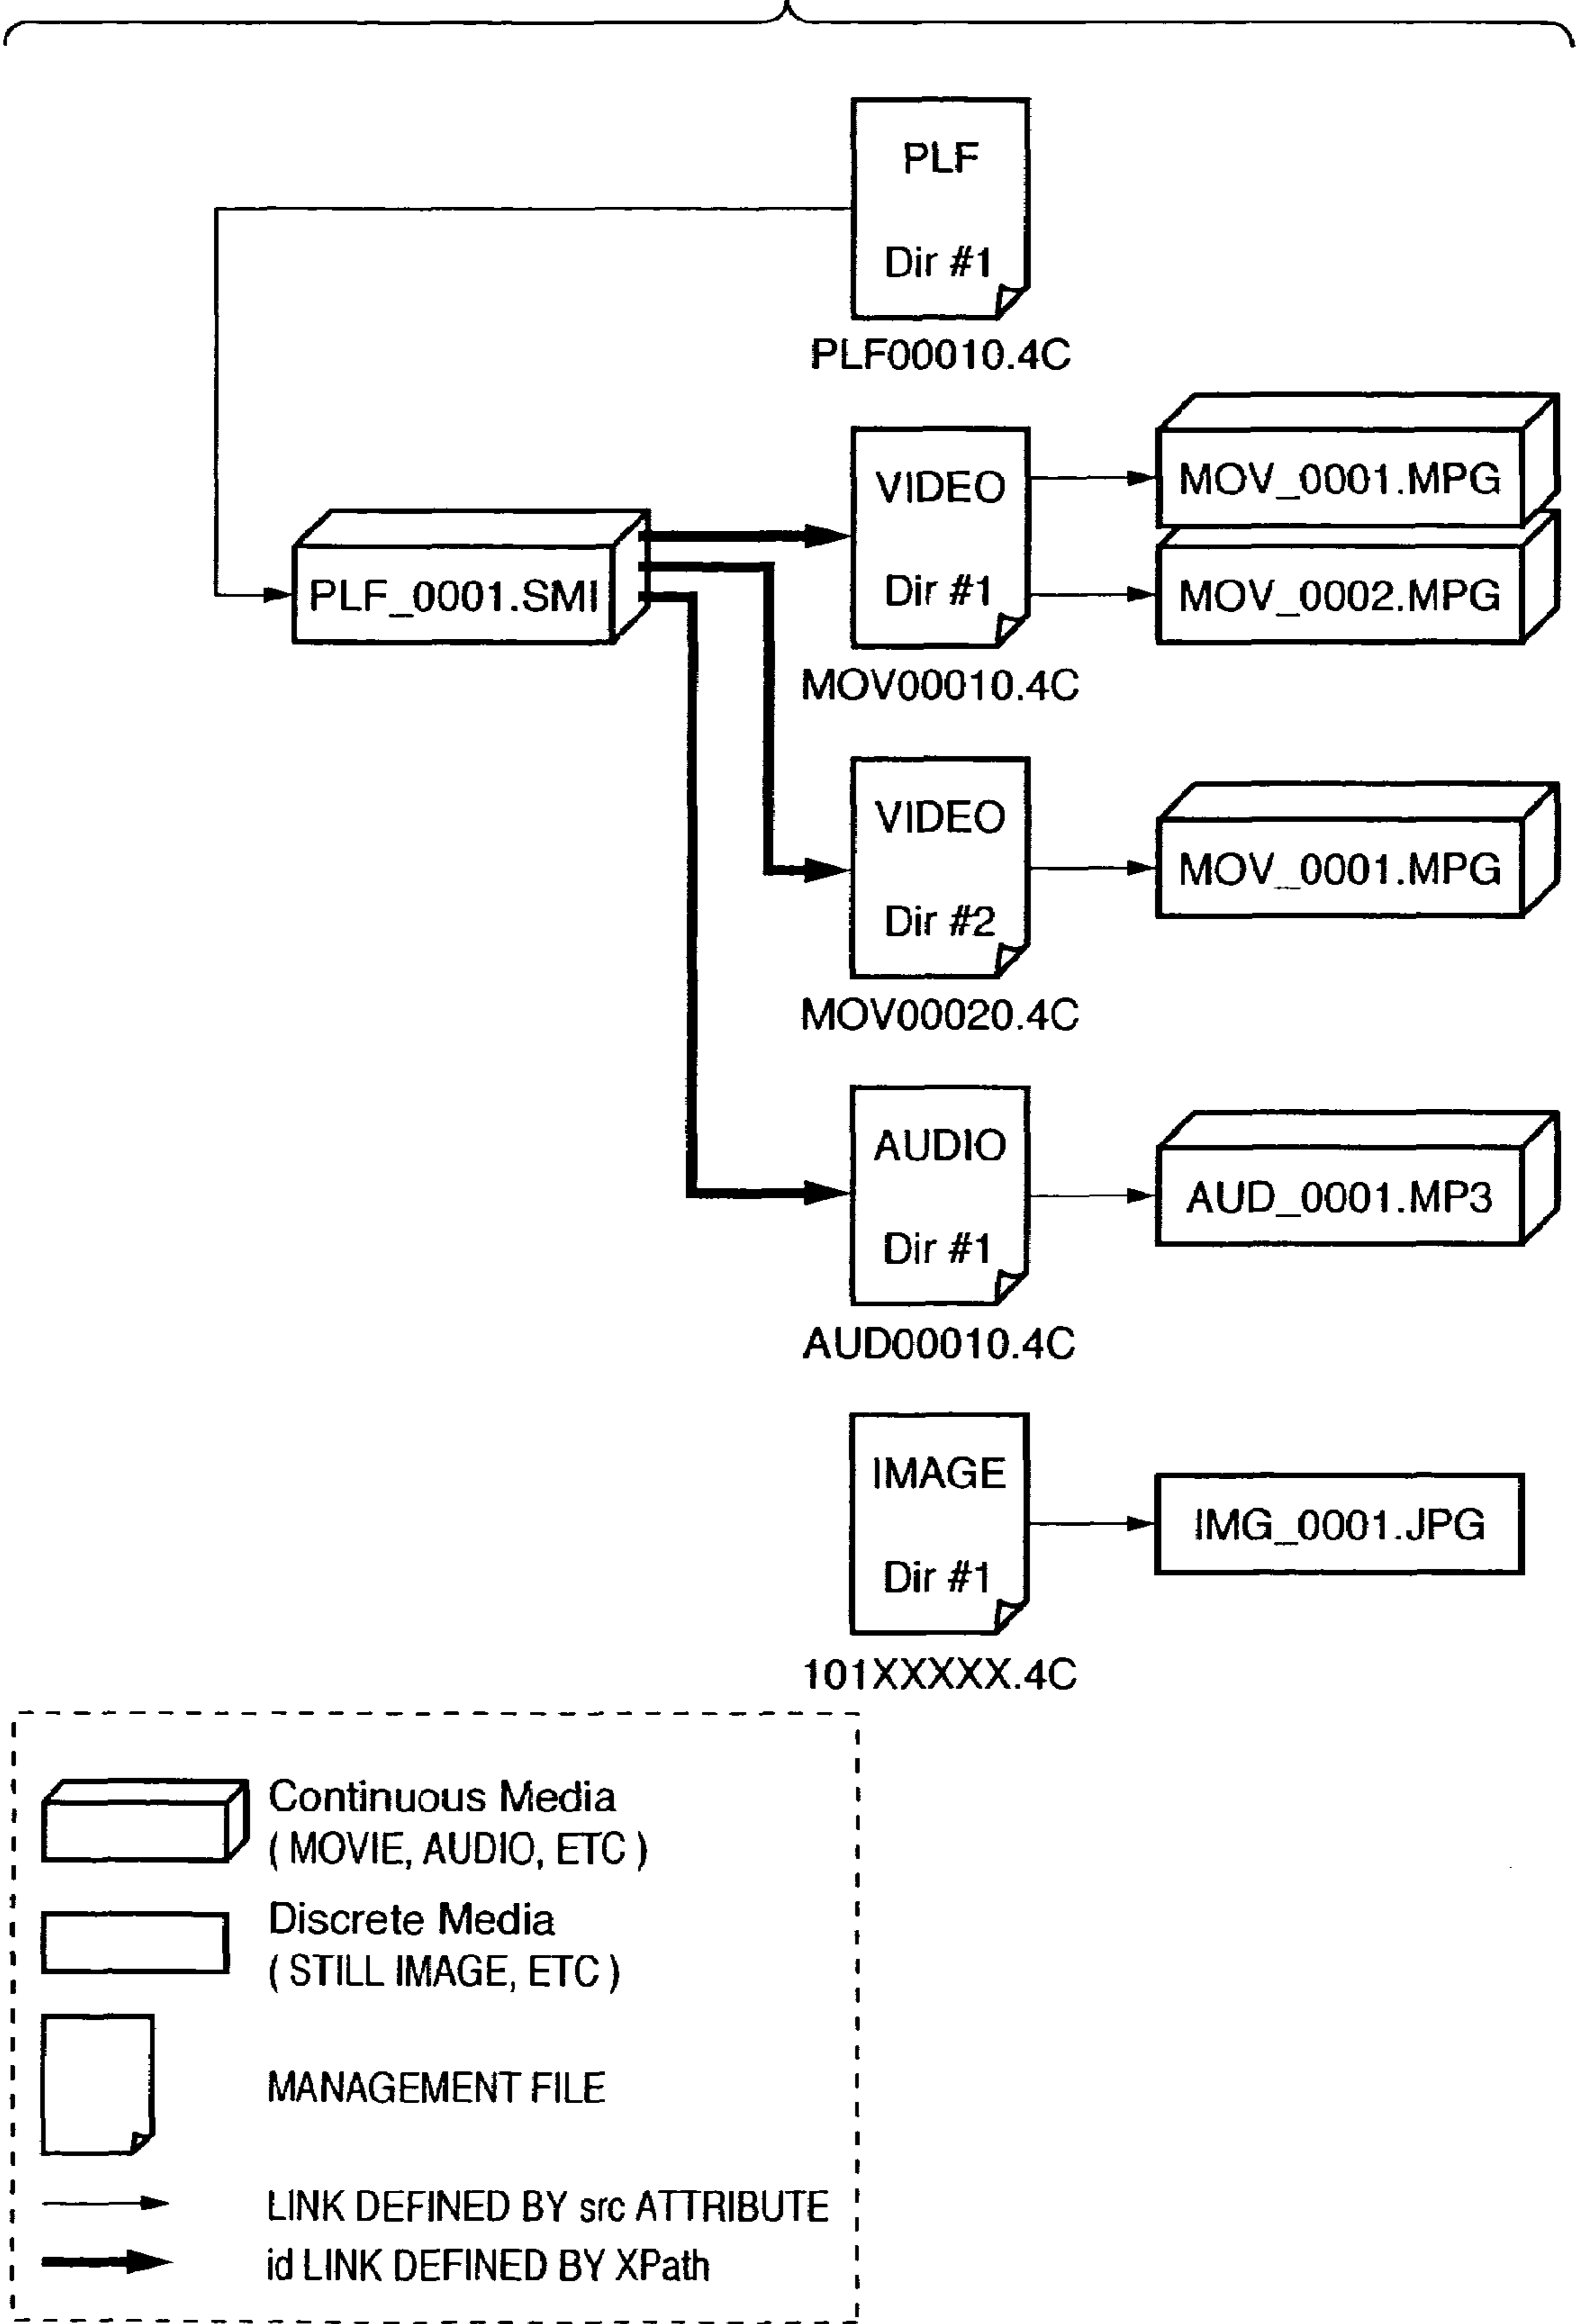 PLF
Dir #1
PLF00010.4C
VIDEO
Dir #1
MOV00010.4C
MOV_0001.MPG
MOV_0002.MPG
PLF_0001.SMI
VIDEO
Dir #2
MOV00020.4C
MOV_0001.MPG
AUDIO
Dir #1
AUD00010.4C
AUD_0001.MP3
IMAGE
Dir #1
101XXXXX.4C
IMG_0001.JPG
Continuous Media
( MOVIE, AUDIO, ETC )
Discrete Media
( STILL IMAGE, ETC )
MANAGEMENT FILE
LINK DEFINED BY src ATTRIBUTE
id LINK DEFINED BY XPath